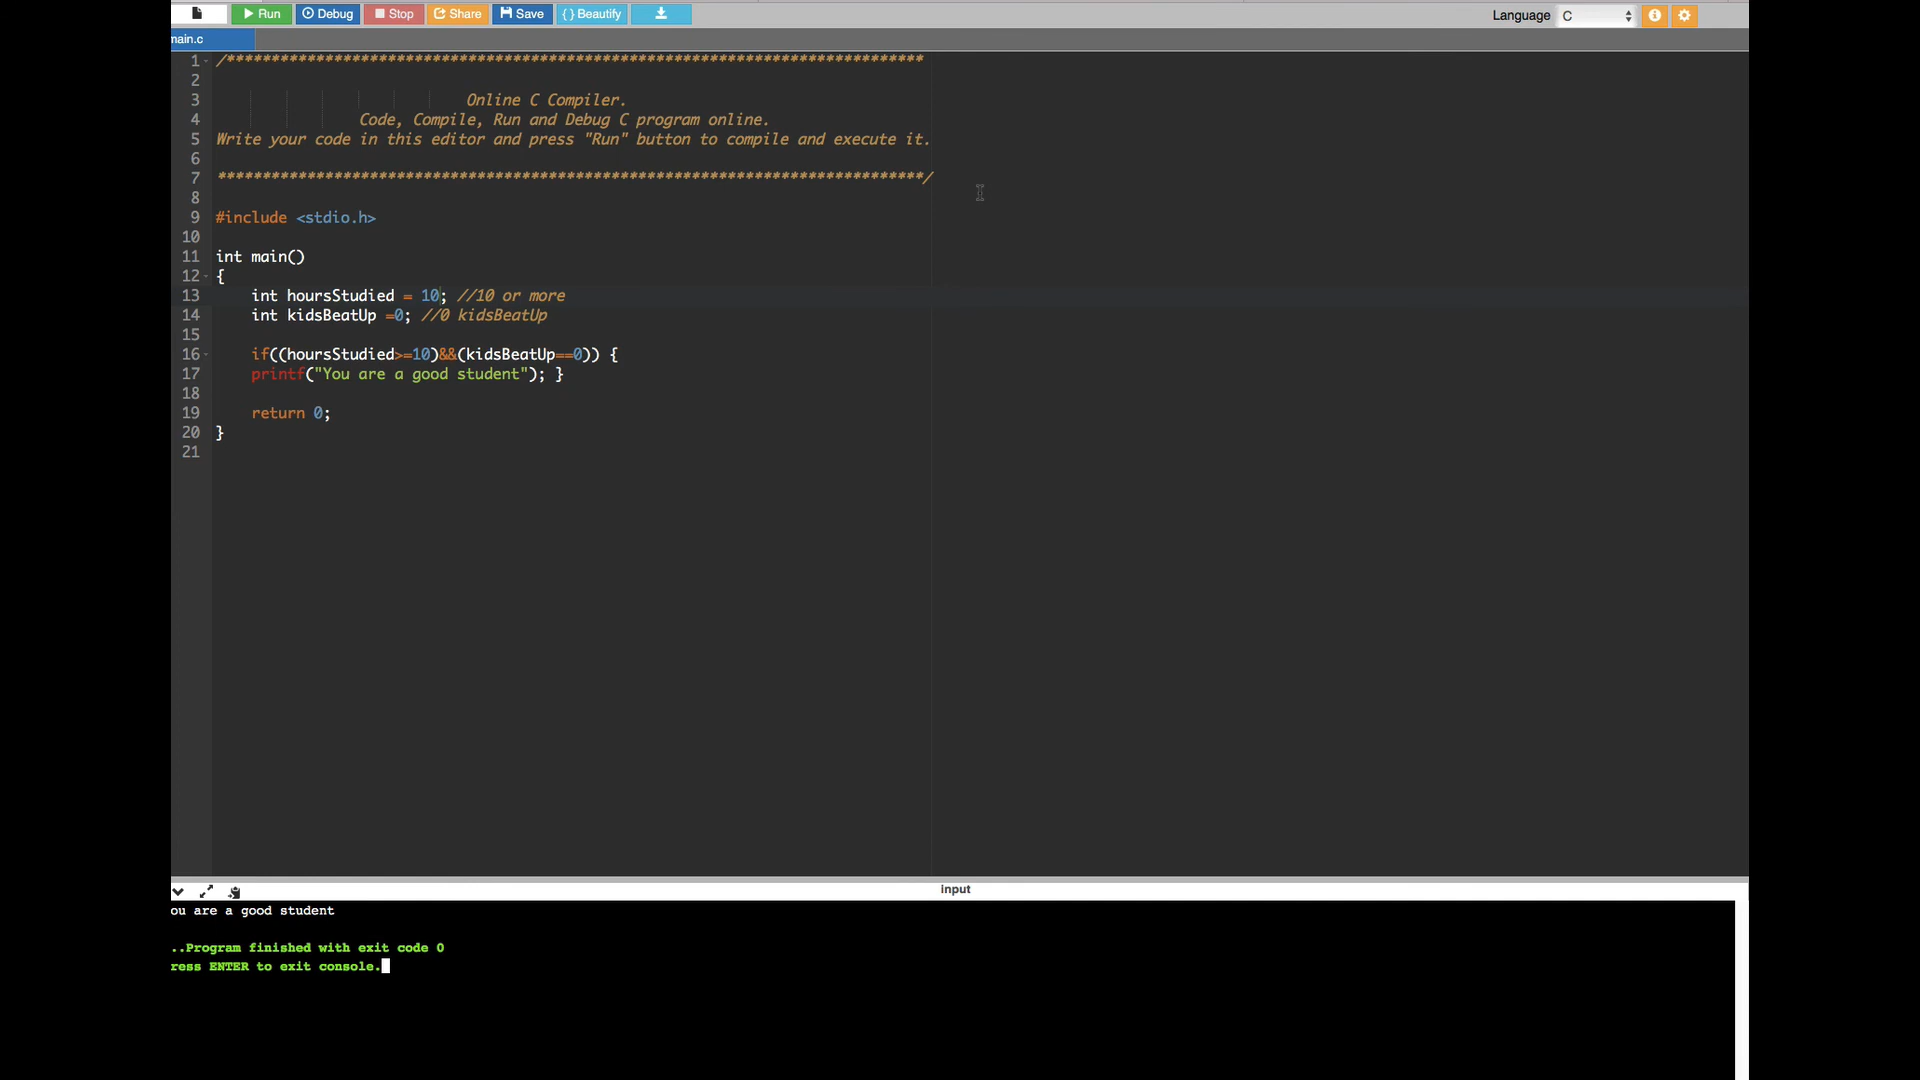 Run Debug Stop Share Save { } Beautify Language C
main.c
1 /******************************************************************************
2
3 Online C Compiler.
4 Code, Compile, Run and Debug C program online.
5 Write your code in this editor and press "Run" button to compile and execute it.
6
7 *******************************************************************************/
8
9 #include <stdio.h>
10
11 int main()
12 {
13 int hoursStudied = 10; //10 or more
14 int kidsBeatUp =0; //0 kidsBeatUp
15
16 if((hoursStudied>=10)&&(kidsBeatUp==0)) {
17 printf("You are a good student"); }
18
19 return 0;
20 }
21
input
ou are a good student
..Program finished with exit code 0
ress ENTER to exit console.